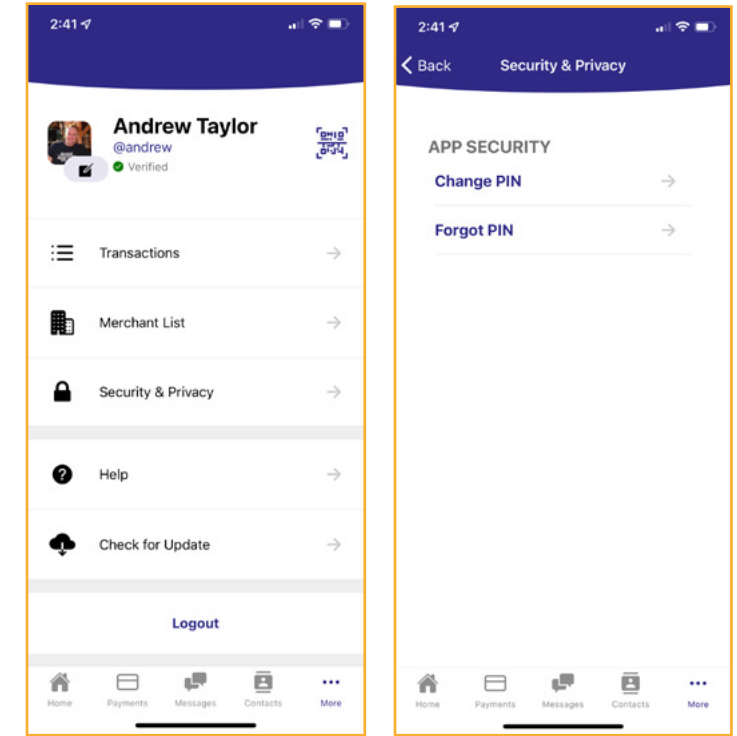 2:41
Andrew Taylor
@andrew
Verified
Transactions
Merchant List
Security & Privacy
Help
Check for Update
Logout
Home Payments Messages Contacts More
2:41
Back Security & Privacy
APP SECURITY
Change PIN
Forgot PIN
Home Payments Messages Contacts More